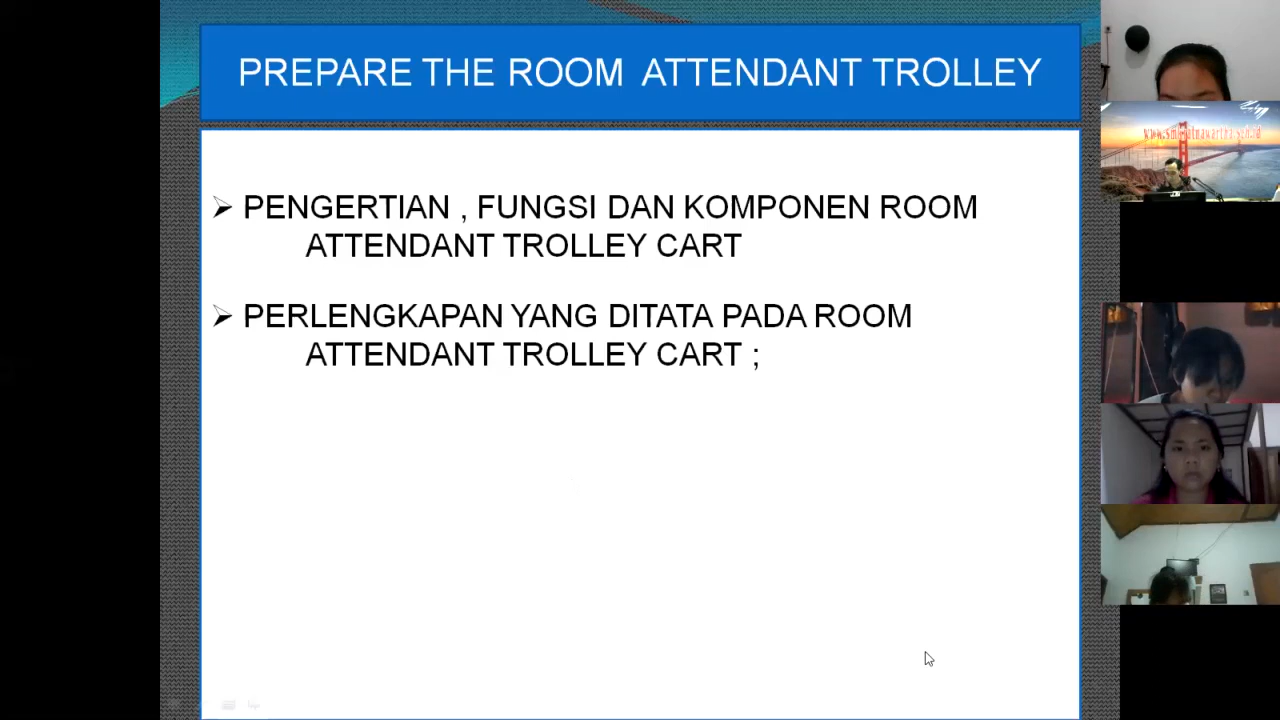 PREPARE THE ROOM ATTENDANT TROLLEY
➢ PENGERTIAN , FUNGSI DAN KOMPONEN ROOM
ATTENDANT TROLLEY CART
➢ PERLENGKAPAN YANG DITATA PADA ROOM
ATTENDANT TROLLEY CART ;